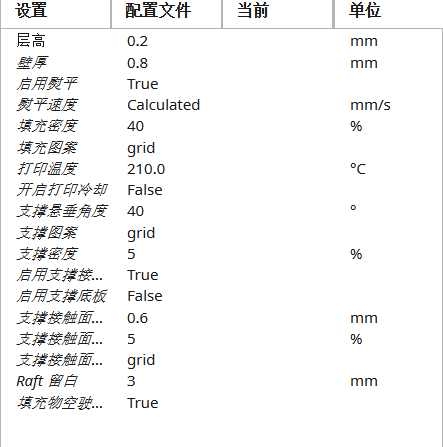 设置 配置文件 当前 单位
层高 0.2 mm
壁厚 0.8 mm
启用熨平 True
熨平速度 Calculated mm/s
填充密度 40 %
填充图案 grid
打印温度 210.0 °C
开启打印冷却 False
支撑悬垂角度 40 °
支撑图案 grid
支撑密度 5 %
启用支撑接... True
启用支撑底板 False
支撑接触面... 0.6 mm
支撑接触面... 5 %
支撑接触面... grid
Raft 留白 3 mm
填充物空驶... True